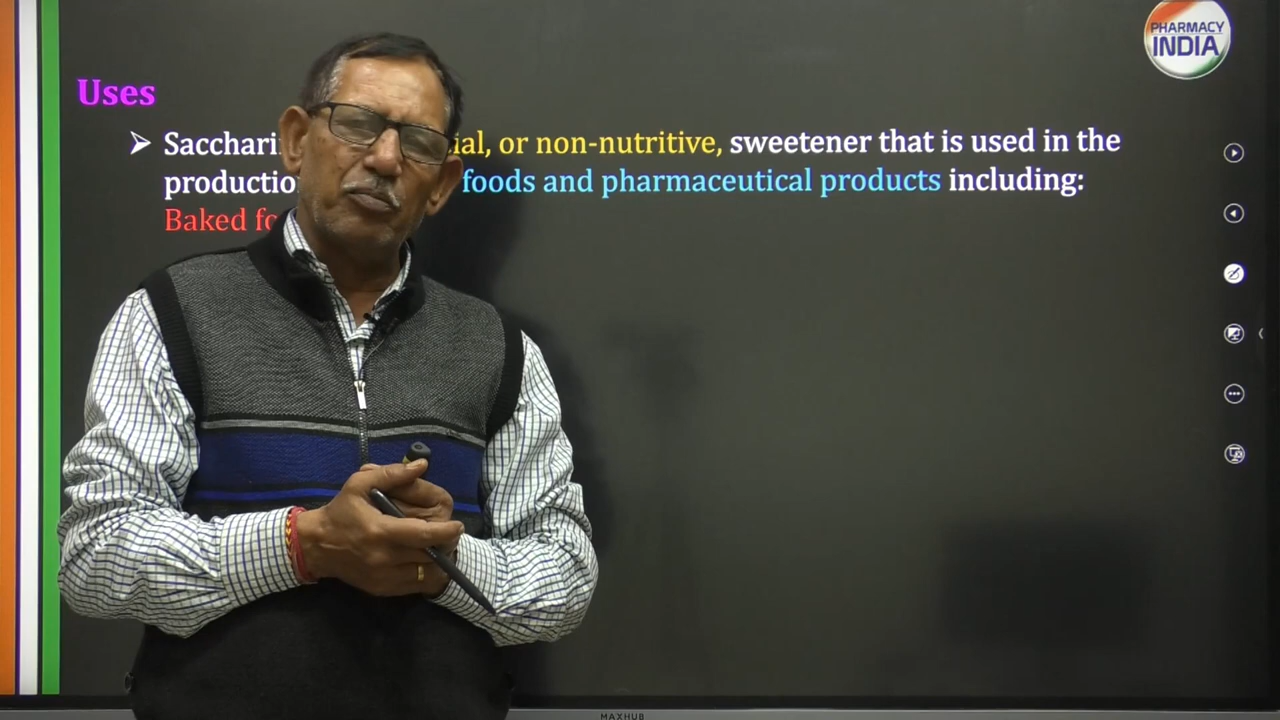 PHARMACY
INDIA
Uses
➤ Sacchari ial, or non-nutritive, sweetener that is used in the
productio foods and pharmaceutical products including:
Baked fo
MAXHUB